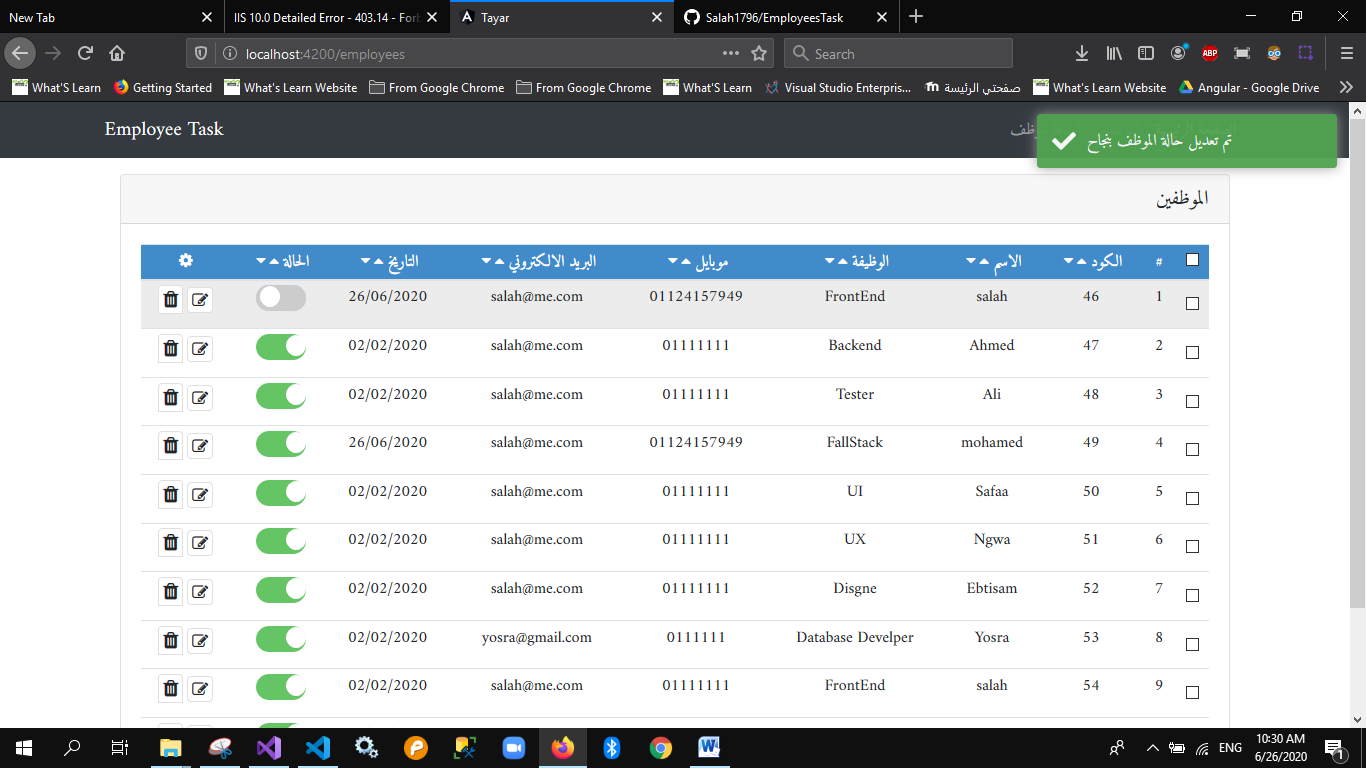 New Tab
IIS 10.0 Detailed Error - 403.14 - Forb
Tayar
Salah1796/EmployeesTask
localhost:4200/employees
Search
ABP
What'S Learn
Getting Started
What's Learn Website
From Google Chrome
From Google Chrome
What'S Learn
Visual Studio Enterpris...
صفحتي الرئيسة
What's Learn Website
Angular - Google Drive
Employee Task
تم تعديل حالة الموظف بنجاح
الموظفين
# الكود الاسم الوظيفة موبايل البريد الالكتروني التاريخ الحالة
1 46 salah FrontEnd 01124157949 salah@me.com 26/06/2020
2 47 Ahmed Backend 01111111 salah@me.com 02/02/2020
3 48 Ali Tester 01111111 salah@me.com 02/02/2020
4 49 mohamed FallStack 01124157949 salah@me.com 26/06/2020
5 50 Safaa UI 01111111 salah@me.com 02/02/2020
6 51 Ngwa UX 01111111 salah@me.com 02/02/2020
7 52 Ebtisam Disgne 01111111 salah@me.com 02/02/2020
8 53 Yosra Database Develper 0111111 yosra@gmail.com 02/02/2020
9 54 salah FrontEnd 01111111 salah@me.com 02/02/2020
ENG
10:30 AM
6/26/2020
1